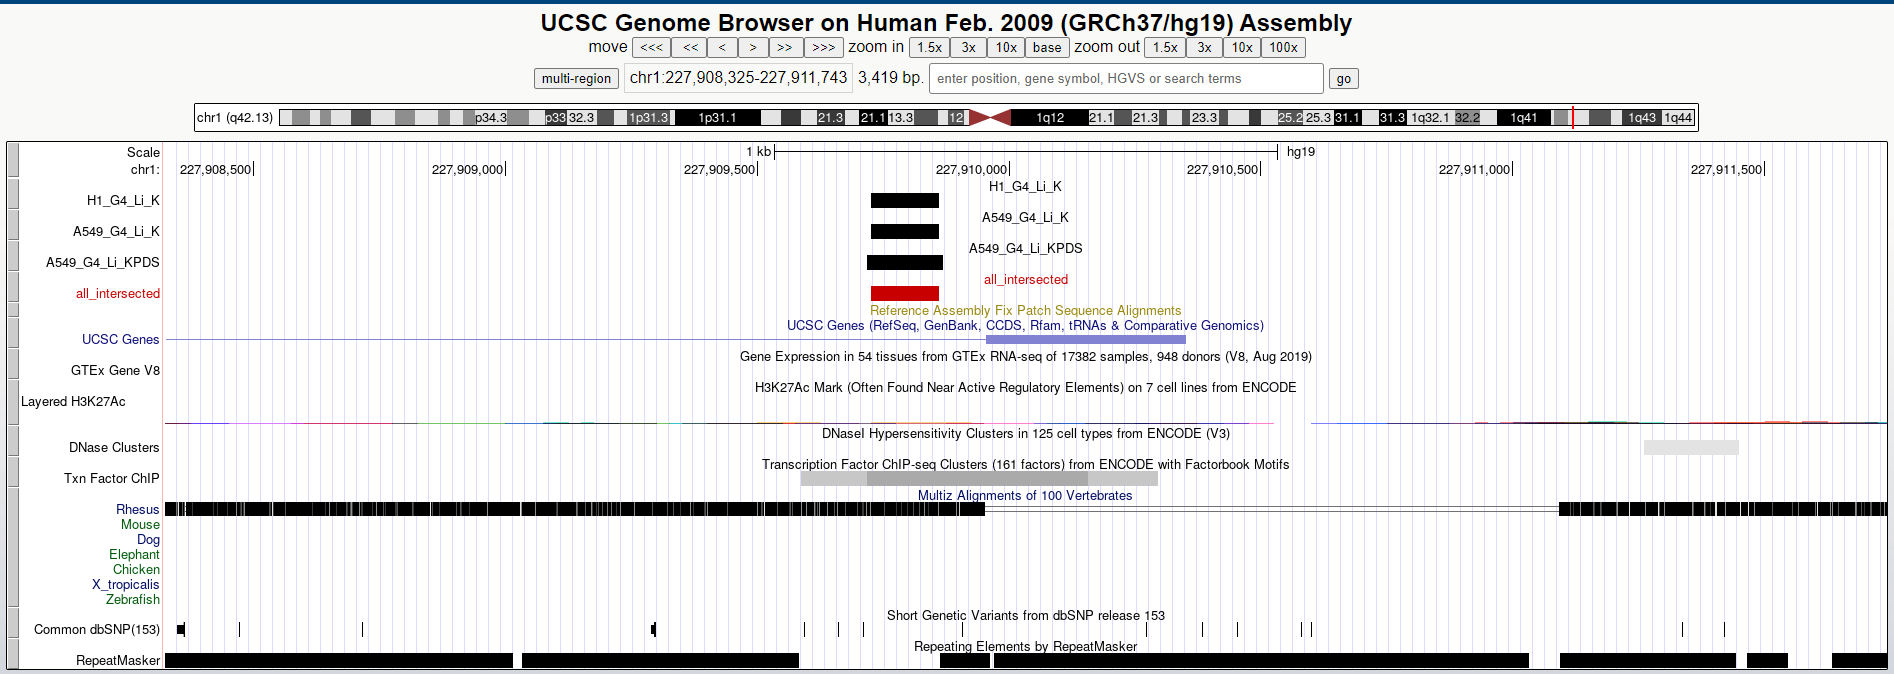 UCSC Genome Browser on Human Feb. 2009 (GRCh37/hg19) Assembly
move <<< << < > >> >>> zoom in 1.5x 3x 10x base zoom out 1.5x 3x 10x 100x
multi-region chr1:227,908,325-227,911,743 3,419 bp. enter position, gene symbol, HGVS or search terms go
chr1 (q42.13) p34.3 p33 32.3 1p31.3 1p31.1 21.3 21.1 13.3 12 1q12 21.1 21.3 23.3 25.2 25.3 31.1 31.3 1q32.1 32.2 1q41 1q43 1q44
Scale 1 kb hg19
chr1: 227,908,500 227,909,000 227,909,500 227,910,000 227,910,500 227,911,000 227,911,500
H1_G4_Li_K
H1_G4_Li_K
A549_G4_Li_K
A549_G4_Li_K
A549_G4_Li_KPDS
A549_G4_Li_KPDS
all_intersected
all_intersected
Reference Assembly Fix Patch Sequence Alignments
UCSC Genes (RefSeq, GenBank, CCDS, Rfam, tRNAs & Comparative Genomics)
UCSC Genes
Gene Expression in 54 tissues from GTEx RNA-seq of 17382 samples, 948 donors (V8, Aug 2019)
GTEx Gene V8
H3K27Ac Mark (Often Found Near Active Regulatory Elements) on 7 cell lines from ENCODE
Layered H3K27Ac
DNaseI Hypersensitivity Clusters in 125 cell types from ENCODE (V3)
DNase Clusters
Transcription Factor ChIP-seq Clusters (161 factors) from ENCODE with Factorbook Motifs
Txn Factor ChIP
Multiz Alignments of 100 Vertebrates
Rhesus
Mouse
Dog
Elephant
Chicken
X_tropicalis
Zebrafish
Short Genetic Variants from dbSNP release 153
Common dbSNP(153)
Repeating Elements by RepeatMasker
RepeatMasker